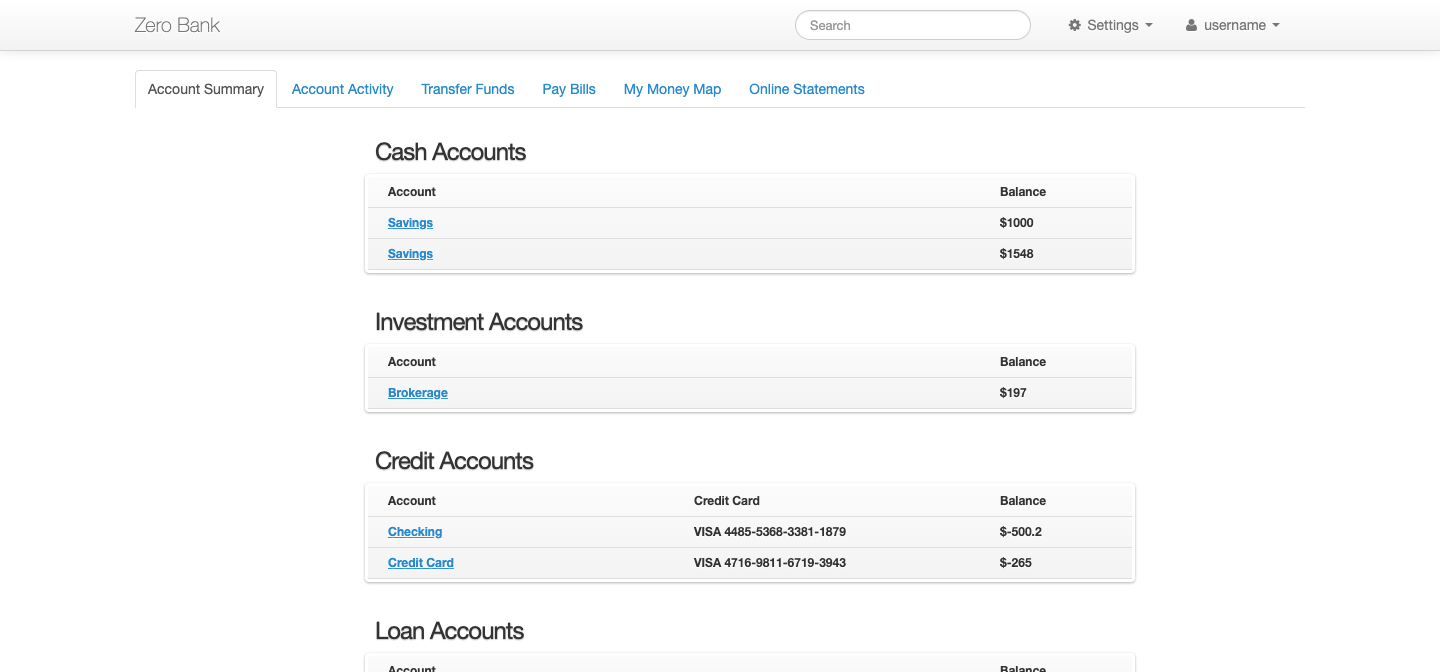 Zero Bank Search Settings username
Account Summary Account Activity Transfer Funds Pay Bills My Money Map Online Statements
Cash Accounts
Account Balance
Savings $1000
Savings $1548
Investment Accounts
Account Balance
Brokerage $197
Credit Accounts
Account Credit Card Balance
Checking VISA 4485-5368-3381-1879 $-500.2
Credit Card VISA 4716-9811-6719-3943 $-265
Loan Accounts
Account Balance